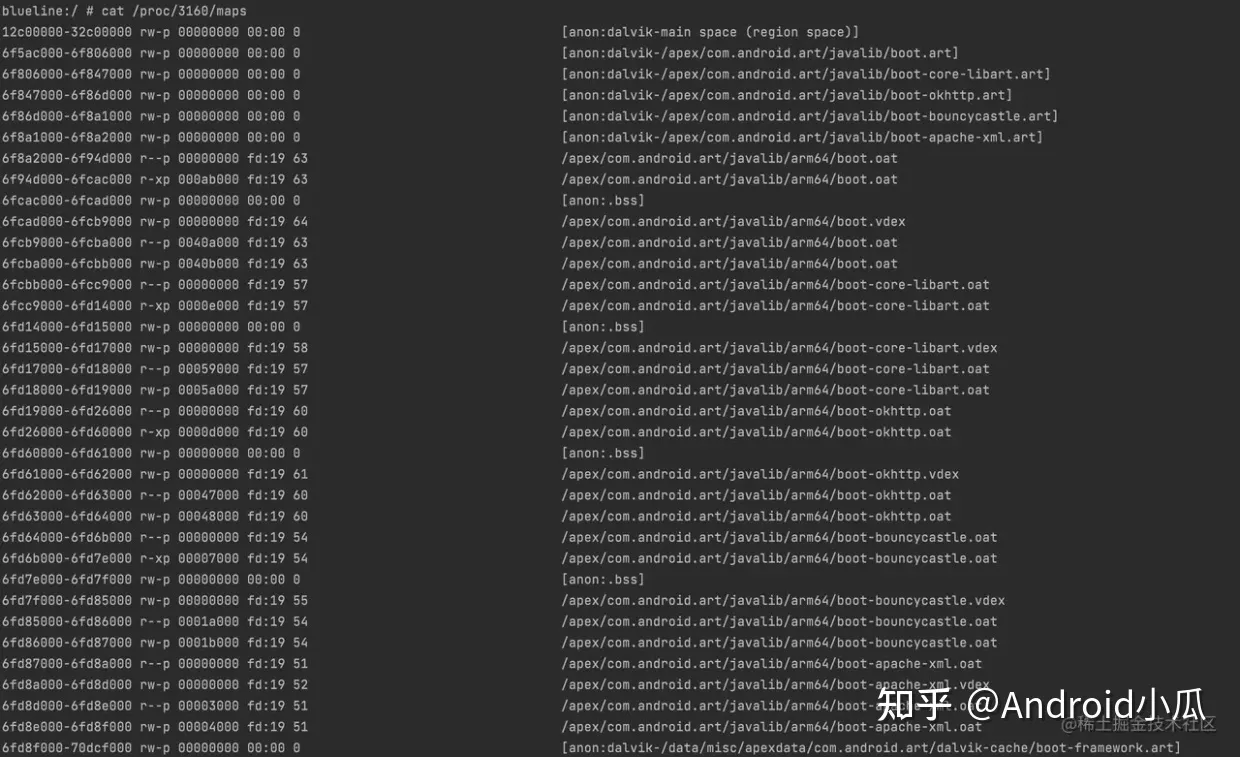 blueline:/ # cat /proc/3160/maps
12c00000-32c00000 rw-p 00000000 00:00 0 [anon:dalvik-main space (region space)]
6f5ac000-6f806000 rw-p 00000000 00:00 0 [anon:dalvik-/apex/com.android.art/javalib/boot.art]
6f806000-6f847000 rw-p 00000000 00:00 0 [anon:dalvik-/apex/com.android.art/javalib/boot-core-libart.art]
6f847000-6f86d000 rw-p 00000000 00:00 0 [anon:dalvik-/apex/com.android.art/javalib/boot-okhttp.art]
6f86d000-6f8a1000 rw-p 00000000 00:00 0 [anon:dalvik-/apex/com.android.art/javalib/boot-bouncycastle.art]
6f8a1000-6f8a2000 rw-p 00000000 00:00 0 [anon:dalvik-/apex/com.android.art/javalib/boot-apache-xml.art]
6f8a2000-6f94d000 r--p 00000000 fd:19 63 /apex/com.android.art/javalib/arm64/boot.oat
6f94d000-6fcac000 r-xp 000ab000 fd:19 63 /apex/com.android.art/javalib/arm64/boot.oat
6fcac000-6fcad000 rw-p 00000000 00:00 0 [anon:.bss]
6fcad000-6fcb9000 rw-p 00000000 fd:19 64 /apex/com.android.art/javalib/arm64/boot.vdex
6fcb9000-6fcba000 r--p 0040a000 fd:19 63 /apex/com.android.art/javalib/arm64/boot.oat
6fcba000-6fcbb000 rw-p 0040b000 fd:19 63 /apex/com.android.art/javalib/arm64/boot.oat
6fcbb000-6fcc9000 r--p 00000000 fd:19 57 /apex/com.android.art/javalib/arm64/boot-core-libart.oat
6fcc9000-6fd14000 r-xp 0000e000 fd:19 57 /apex/com.android.art/javalib/arm64/boot-core-libart.oat
6fd14000-6fd15000 rw-p 00000000 00:00 0 [anon:.bss]
6fd15000-6fd17000 rw-p 00000000 fd:19 58 /apex/com.android.art/javalib/arm64/boot-core-libart.vdex
6fd17000-6fd18000 r--p 00059000 fd:19 57 /apex/com.android.art/javalib/arm64/boot-core-libart.oat
6fd18000-6fd19000 rw-p 0005a000 fd:19 57 /apex/com.android.art/javalib/arm64/boot-core-libart.oat
6fd19000-6fd26000 r--p 00000000 fd:19 60 /apex/com.android.art/javalib/arm64/boot-okhttp.oat
6fd26000-6fd60000 r-xp 0000d000 fd:19 60 /apex/com.android.art/javalib/arm64/boot-okhttp.oat
6fd60000-6fd61000 rw-p 00000000 00:00 0 [anon:.bss]
6fd61000-6fd62000 rw-p 00000000 fd:19 61 /apex/com.android.art/javalib/arm64/boot-okhttp.vdex
6fd62000-6fd63000 r--p 00047000 fd:19 60 /apex/com.android.art/javalib/arm64/boot-okhttp.oat
6fd63000-6fd64000 rw-p 00048000 fd:19 60 /apex/com.android.art/javalib/arm64/boot-okhttp.oat
6fd64000-6fd6b000 r--p 00000000 fd:19 54 /apex/com.android.art/javalib/arm64/boot-bouncycastle.oat
6fd6b000-6fd7e000 r-xp 00007000 fd:19 54 /apex/com.android.art/javalib/arm64/boot-bouncycastle.oat
6fd7e000-6fd7f000 rw-p 00000000 00:00 0 [anon:.bss]
6fd7f000-6fd85000 rw-p 00000000 fd:19 55 /apex/com.android.art/javalib/arm64/boot-bouncycastle.vdex
6fd85000-6fd86000 r--p 0001a000 fd:19 54 /apex/com.android.art/javalib/arm64/boot-bouncycastle.oat
6fd86000-6fd87000 rw-p 0001b000 fd:19 54 /apex/com.android.art/javalib/arm64/boot-bouncycastle.oat
6fd87000-6fd8a000 r--p 00000000 fd:19 51 /apex/com.android.art/javalib/arm64/boot-apache-xml.oat
6fd8a000-6fd8d000 rw-p 00000000 fd:19 52 /apex/com.android.art/javalib/arm64/boot-apache-xml.vdex
6fd8d000-6fd8e000 r--p 00003000 fd:19 51 /apex/com.android.art/javalib/arm64/boot-apache-xml.oat
6fd8e000-6fd8f000 rw-p 00004000 fd:19 51 /apex/com.android.art/javalib/arm64/boot-apache-xml.oat
6fd8f000-70dcf000 rw-p 00000000 00:00 0 [anon:dalvik-/data/misc/apexdata/com.android.art/dalvik-cache/boot-framework.art]
知乎 @Android小瓜
@稀土掘金技术社区